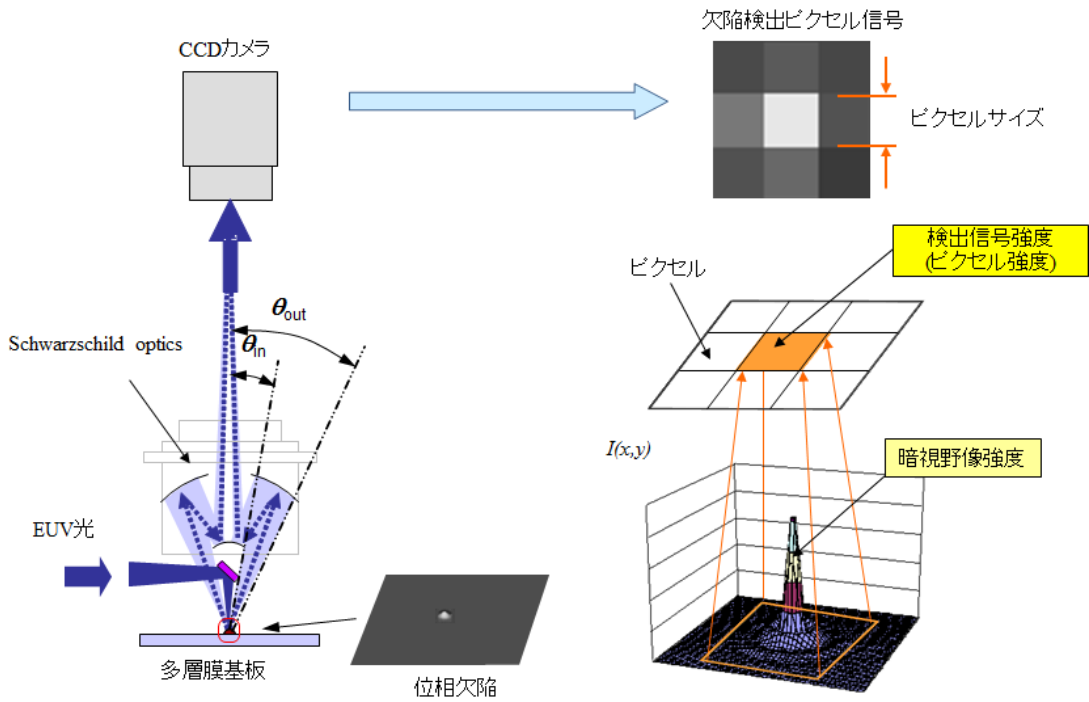 CCDカメラ
欠陥検出ピクセル信号
ピクセルサイズ
検出信号強度
(ピクセル強度)
ピクセル
θout
θin
Schwarzschild optics
I(x,y)
暗視野像強度
EUV光
多層膜基板
位相欠陥